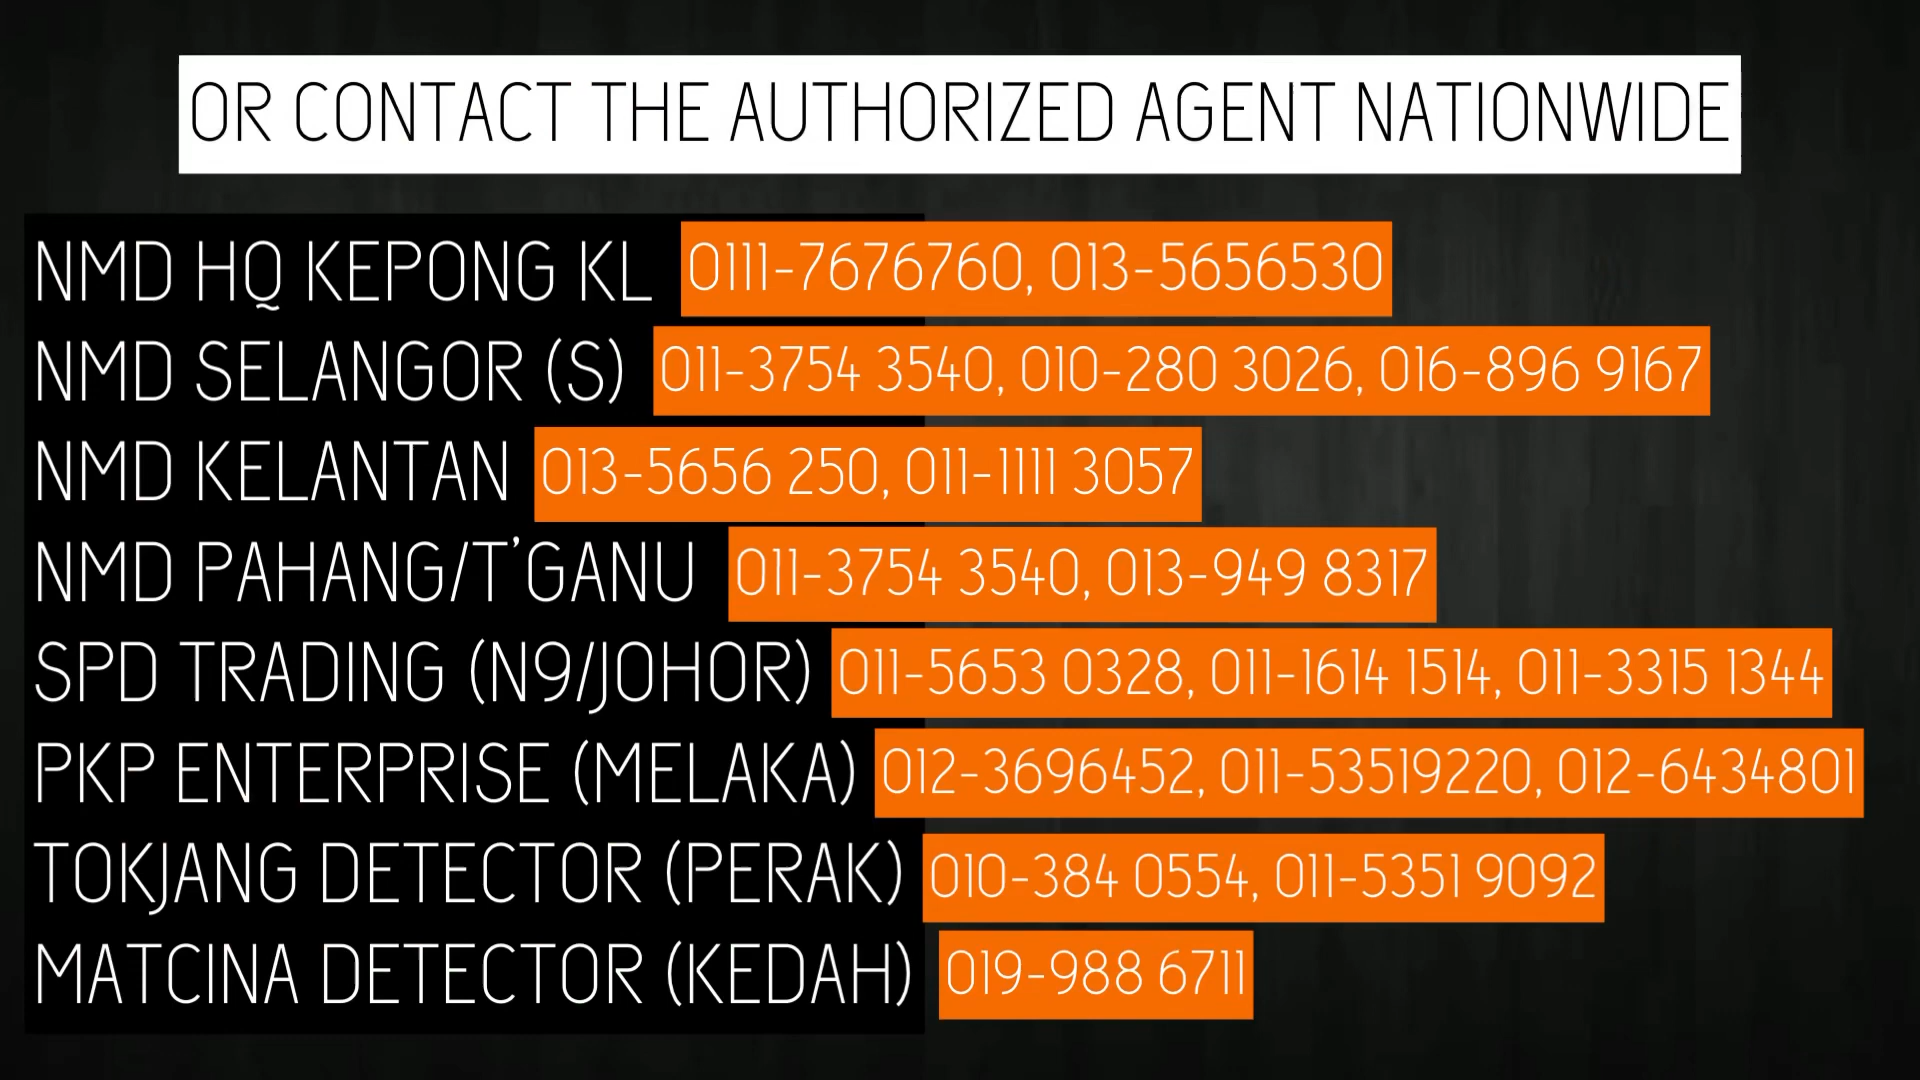 OR CONTACT THE AUTHORIZED AGENT NATIONWIDE
NMD HQ KEPONG KL 0111-7676760, 013-5656530
NMD SELANGOR (S) 011-3754 3540, 010-280 3026, 016-896 9167
NMD KELANTAN 013-5656 250, 011-1111 3057
NMD PAHANG/T'GANU 011-3754 3540, 013-949 8317
SPD TRADING (N9/JOHOR) 011-5653 0328, 011-1614 1514, 011-3315 1344
PKP ENTERPRISE (MELAKA) 012-3696452, 011-53519220, 012-6434801
TOKJANG DETECTOR (PERAK) 010-384 0554, 011-5351 9092
MATCINA DETECTOR (KEDAH) 019-988 6711